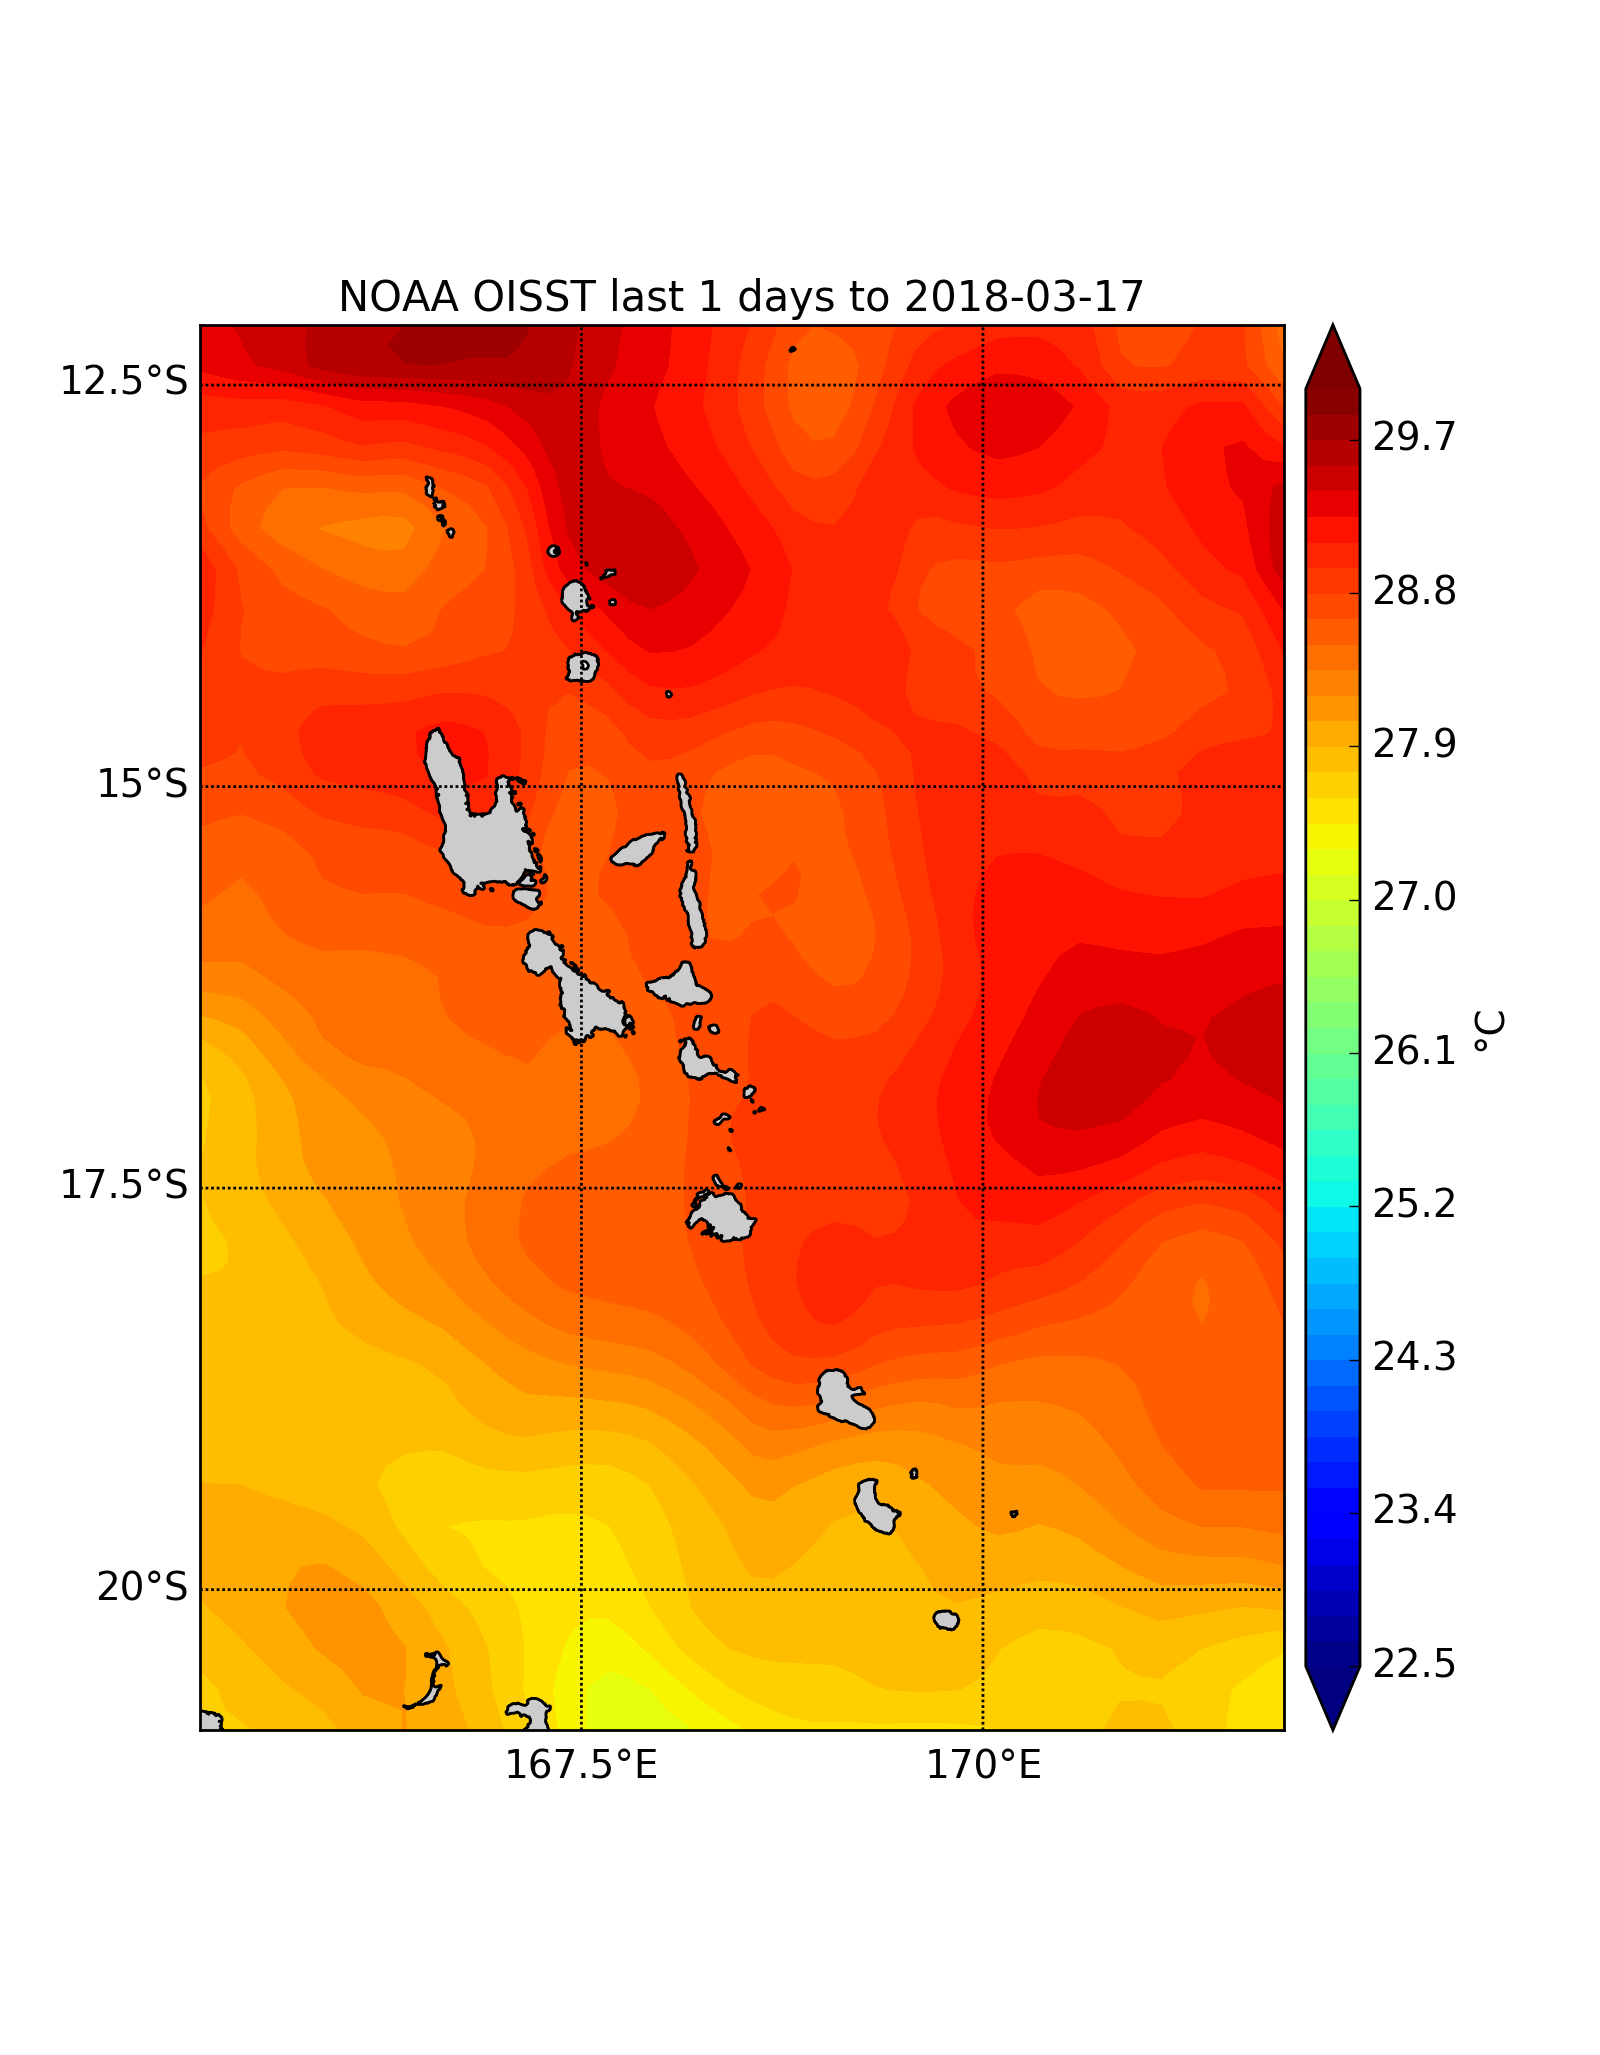 NOAA OISST last 1 days to 2018-03-17
12.5°S
15°S
17.5°S
20°S
167.5°E
170°E
29.7
28.8
27.9
27.0
26.1
25.2
24.3
23.4
22.5
°C